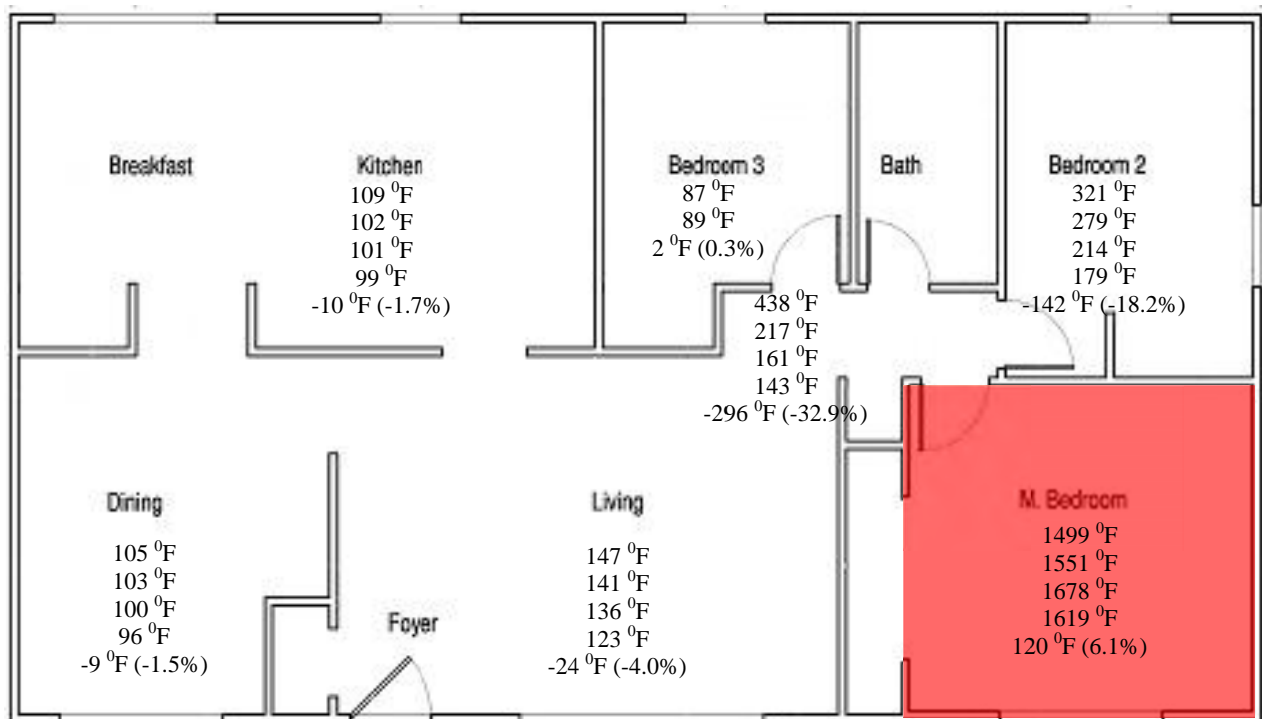 Breakfast
Kitchen
109 ⁰F
102 ⁰F
101 ⁰F
99 ⁰F
-10 ⁰F (-1.7%)
Bedroom 3
87 ⁰F
89 ⁰F
2 ⁰F (0.3%)
Bath
Bedroom 2
321 ⁰F
279 ⁰F
214 ⁰F
179 ⁰F
-142 ⁰F (-18.2%)
438 ⁰F
217 ⁰F
161 ⁰F
143 ⁰F
-296 ⁰F (-32.9%)
Dining
105 ⁰F
103 ⁰F
100 ⁰F
96 ⁰F
-9 ⁰F (-1.5%)
Foyer
Living
147 ⁰F
141 ⁰F
136 ⁰F
123 ⁰F
-24 ⁰F (-4.0%)
M. Bedroom
1499 ⁰F
1551 ⁰F
1678 ⁰F
1619 ⁰F
120 ⁰F (6.1%)